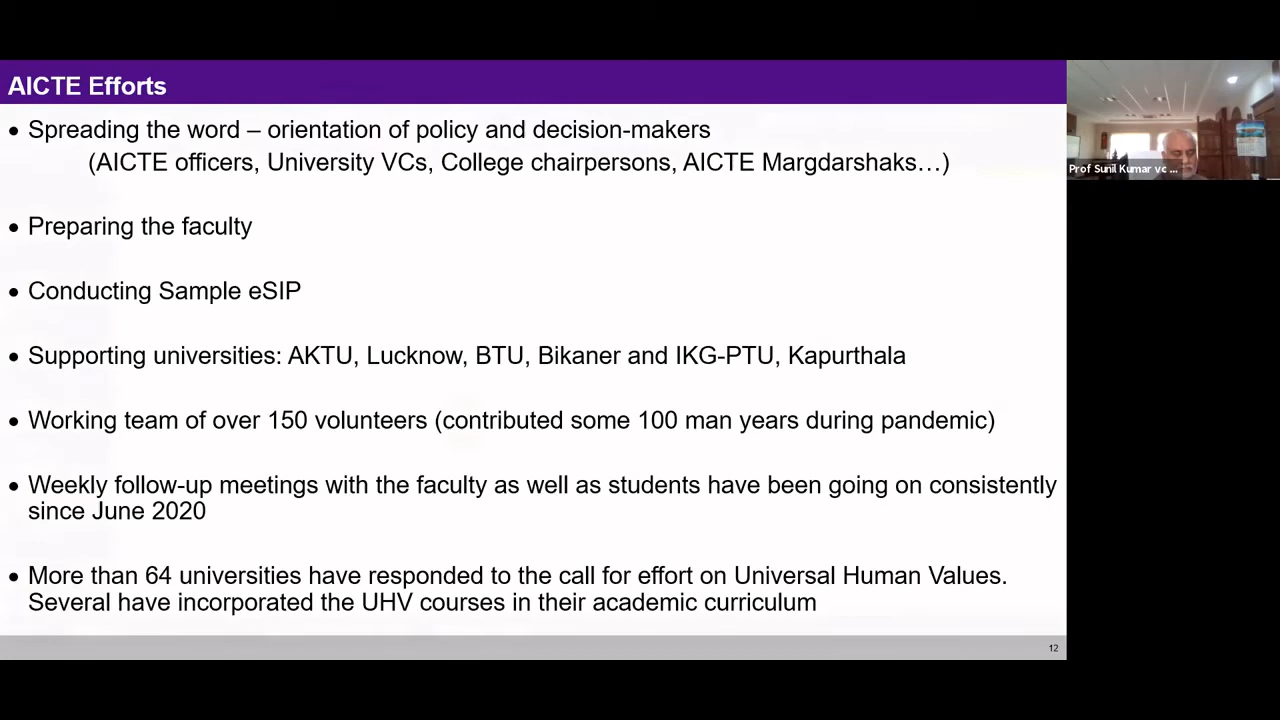 AICTE Efforts
• Spreading the word – orientation of policy and decision-makers
(AICTE officers, University VCs, College chairpersons, AICTE Margdarshaks…)
• Preparing the faculty
• Conducting Sample eSIP
• Supporting universities: AKTU, Lucknow, BTU, Bikaner and IKG-PTU, Kapurthala
• Working team of over 150 volunteers (contributed some 100 man years during pandemic)
• Weekly follow-up meetings with the faculty as well as students have been going on consistently
since June 2020
• More than 64 universities have responded to the call for effort on Universal Human Values.
Several have incorporated the UHV courses in their academic curriculum
12
Prof Sunil Kumar vc ...